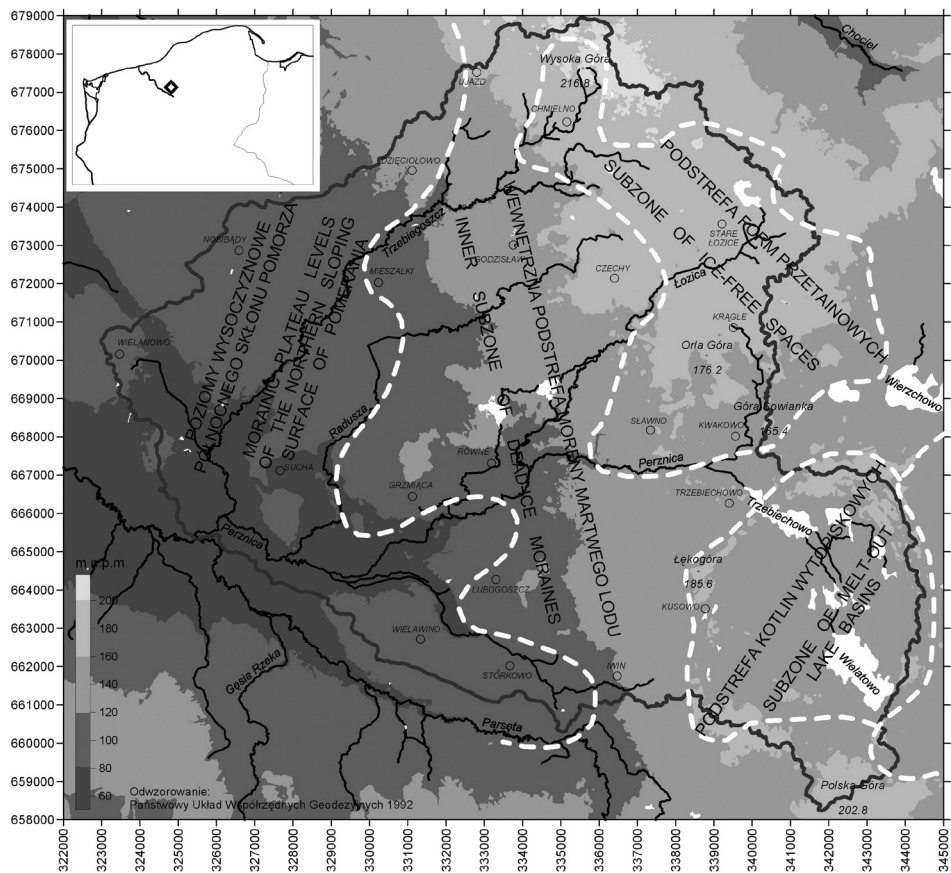 679000
678000
677000
676000
675000
674000
673000
672000
671000
670000
669000
668000
667000
666000
665000
664000
663000
662000
661000
660000
659000
658000
Chociel
Wysoka Góra
216.8
UJAZD
CHMIELNO
DZIĘCIOŁOWO
NOSIBĄDY
MIESZALKI
Trzebiegoszcz
GODZISŁAW
CZECHY
STARE
ŁOZICE
Łozica
KRĄGLE
Orla Góra
176.2
WIELANOWO
Radusza
Wierzchowo
Góra Sowianka
165.4
SŁAWNO
KWAKOWO
SUCHA
RÓWNE
GRZMIĄCA
Perznica
TRZEBIECHOWO
Trzebiechowo
Perznica
Łękogóra
185.6
KUSOWO
LUBOGOSZCZ
WIELAWINO
STÓRKOWO
IWIN
Gęsia Rzeka
Parsęta
Wielatowo
Polska Góra
202.8
POZIOMY WYSOCZYZNOWE
PÓŁNOCNEGO SKŁONU POMORZA
MORAINIC PLATEAU LEVELS
OF THE NORTHERN SLOPING
SURFACE OF POMERANIA
INNER SUBZONE OF DEADICE MORAINES
WEWNĘTRZNA PODSTREFA MORENY MARTWEGO LODU
SUBZONE OF ICE-FREE SPACES
PODSTREFA FORM PRZETAINOWYCH
PODSTREFA KOTLIN WYTOPISKOWYCH
SUBZONE OF MELT-OUT
LAKE BASINS
m n.p.m.
200
180
160
140
120
100
80
60
Odwzorowanie:
Państwowy Układ Współrzędnych Geodezyjnych 1992
322000
323000
324000
325000
326000
327000
328000
329000
330000
331000
332000
333000
334000
335000
336000
337000
338000
339000
340000
341000
342000
343000
344000
345000